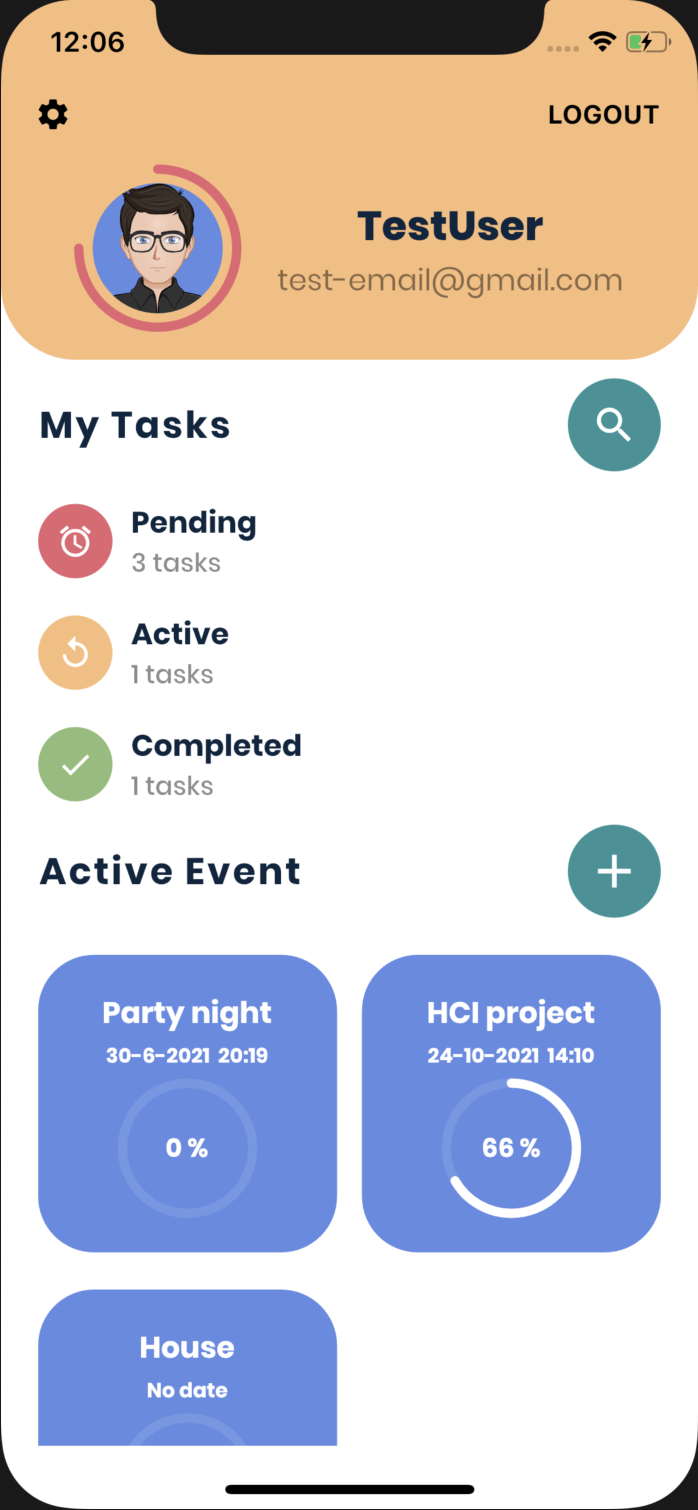 12:06
LOGOUT
TestUser
test-email@gmail.com
My Tasks
Pending
3 tasks
Active
1 tasks
Completed
1 tasks
Active Event
Party night
30-6-2021 20:19
0 %
HCI project
24-10-2021 14:10
66 %
House
No date